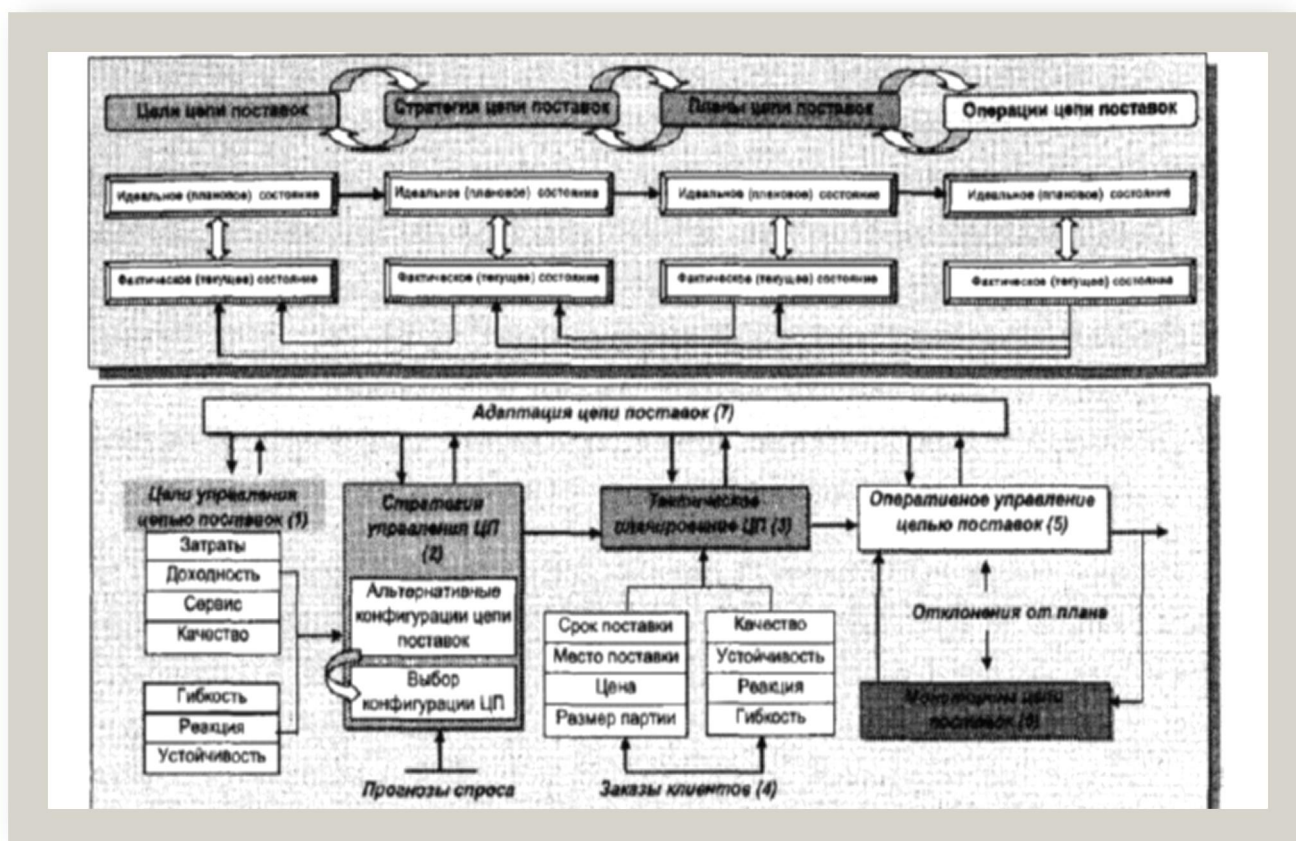 Цели цепи поставок
Стратегия цепи поставок
Планы цепи поставок
Операции цепи поставок
Идеальное (плановое) состояние
Идеальное (плановое) состояние
Идеальное (плановое) состояние
Идеальное (плановое) состояние
Фактическое (текущее) состояние
Фактическое (текущее) состояние
Фактическое (текущее) состояние
Фактическое (текущее) состояние
Адаптация цепи поставок (7)
Цели управления
цепью поставок (1)
Затраты
Доходность
Сервис
Качество
Гибкость
Реакция
Устойчивость
Стратегия
управления ЦП
(2)
Альтернативные
конфигурации цепи
поставок
Выбор
конфигурации ЦП
Прогнозы спроса
Тактическое
планирование ЦП (3)
Срок поставки
Место поставки
Цена
Размер партии
Качество
Устойчивость
Реакция
Гибкость
Заказы клиентов (4)
Оперативное управление
цепью поставок (5)
Отклонения от плана
Мониторинг цепи
поставок (6)